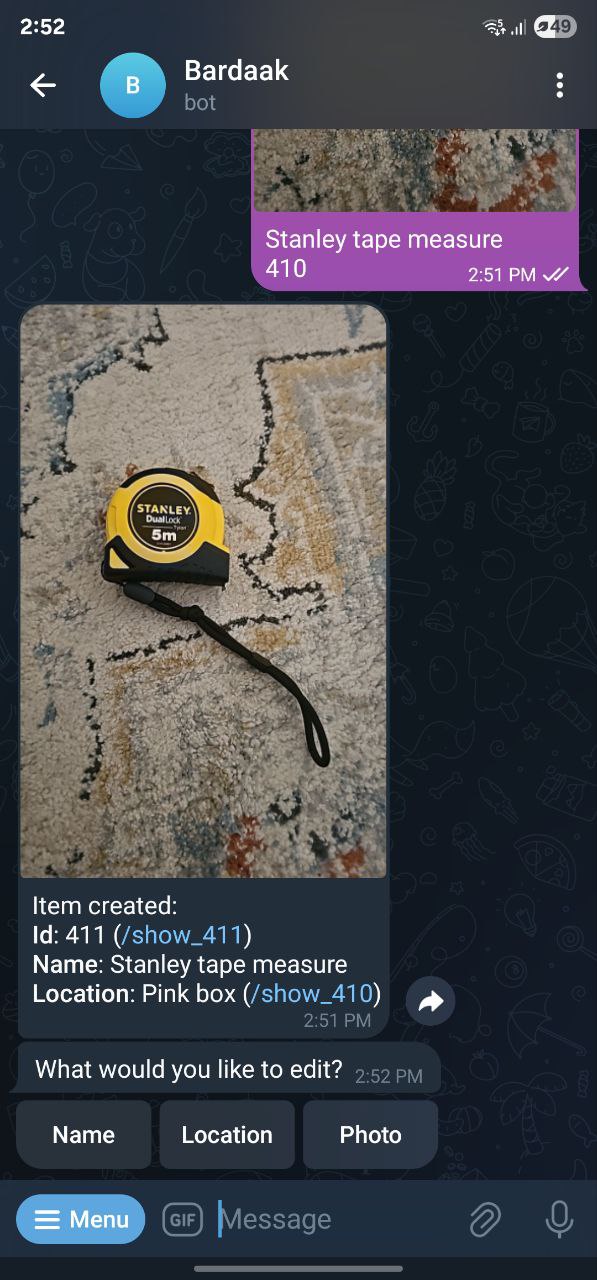 2:52
49
B
Bardaak
bot
Stanley tape measure
410
2:51 PM
STANLEY
DualLock
Tylon
5m
Item created:
Id: 411 (/show_411)
Name: Stanley tape measure
Location: Pink box (/show_410)
2:51 PM
What would you like to edit? 2:52 PM
Name Location Photo
Menu GIF Message